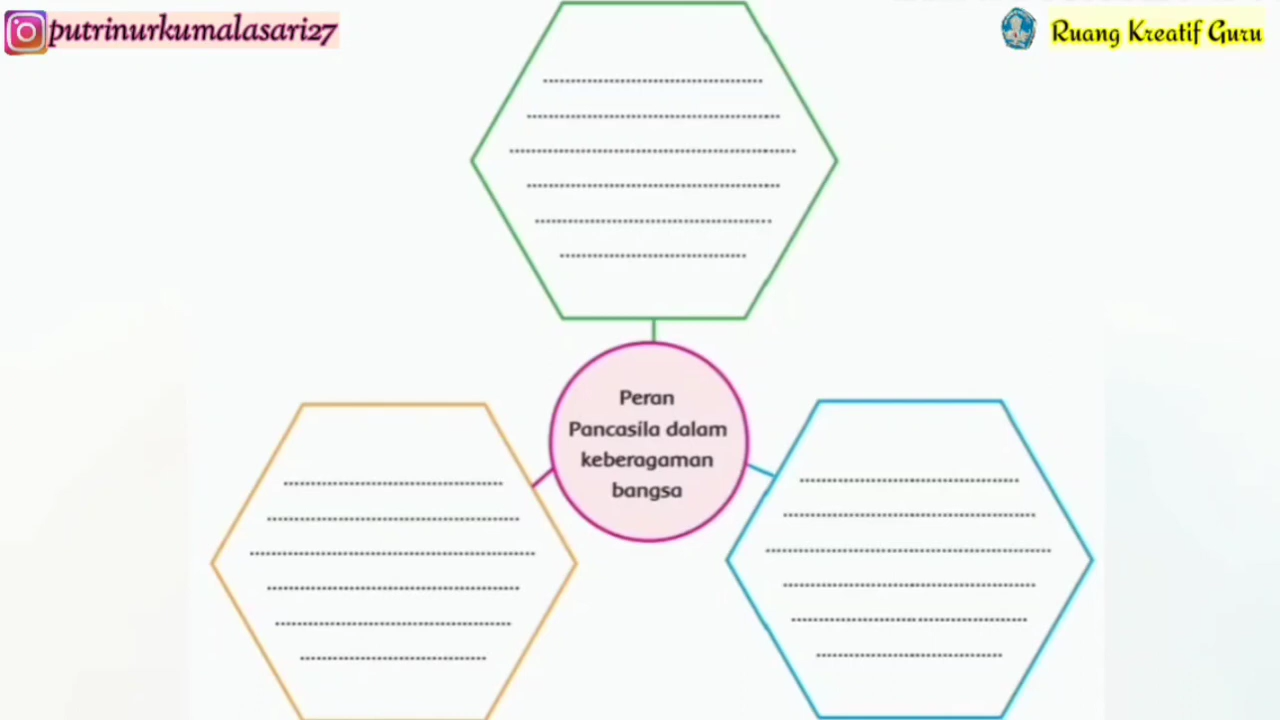 putrinurkumalasari27
Ruang Kreatif Guru
Peran
Pancasila dalam
keberagaman
bangsa